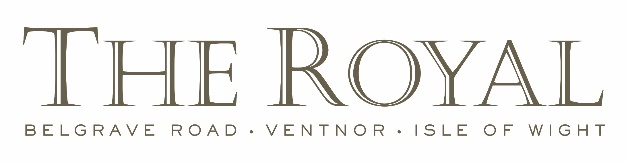 THE ROYAL
BELGRAVE ROAD · VENTNOR · ISLE OF WIGHT